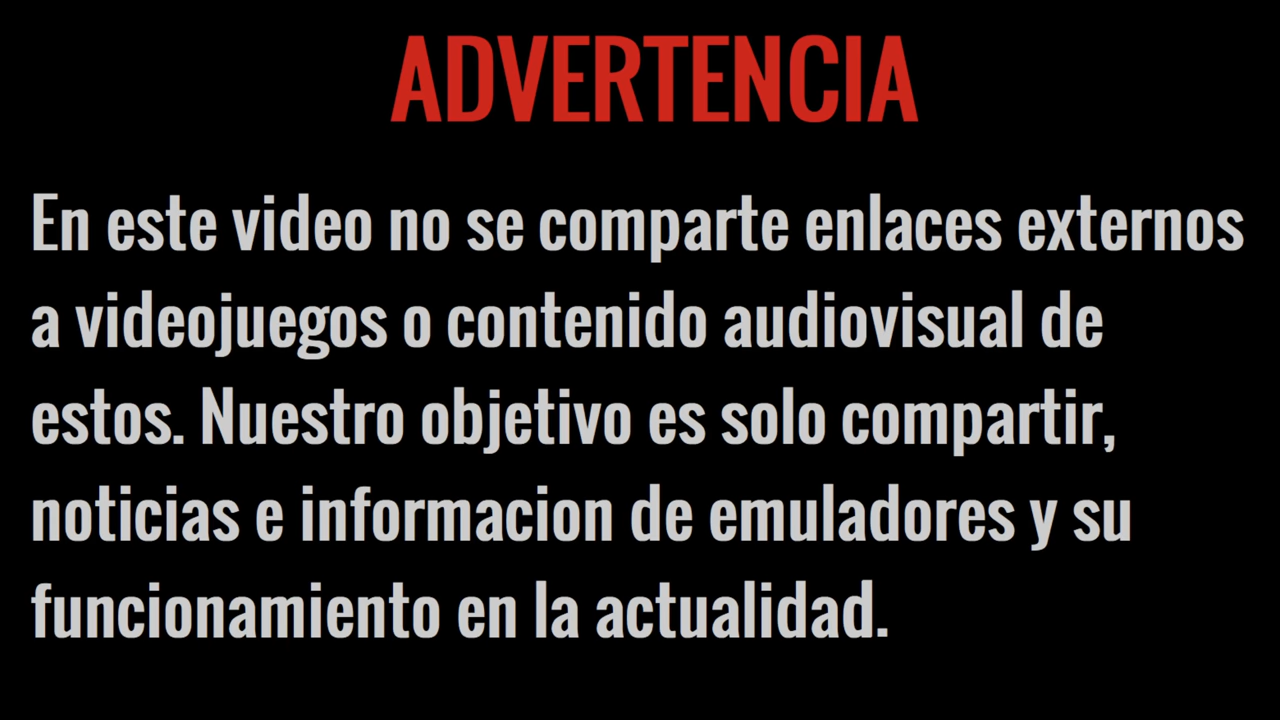 ADVERTENCIA
En este video no se comparte enlaces externos
a videojuegos o contenido audiovisual de
estos. Nuestro objetivo es solo compartir,
noticias e informacion de emuladores y su
funcionamiento en la actualidad.